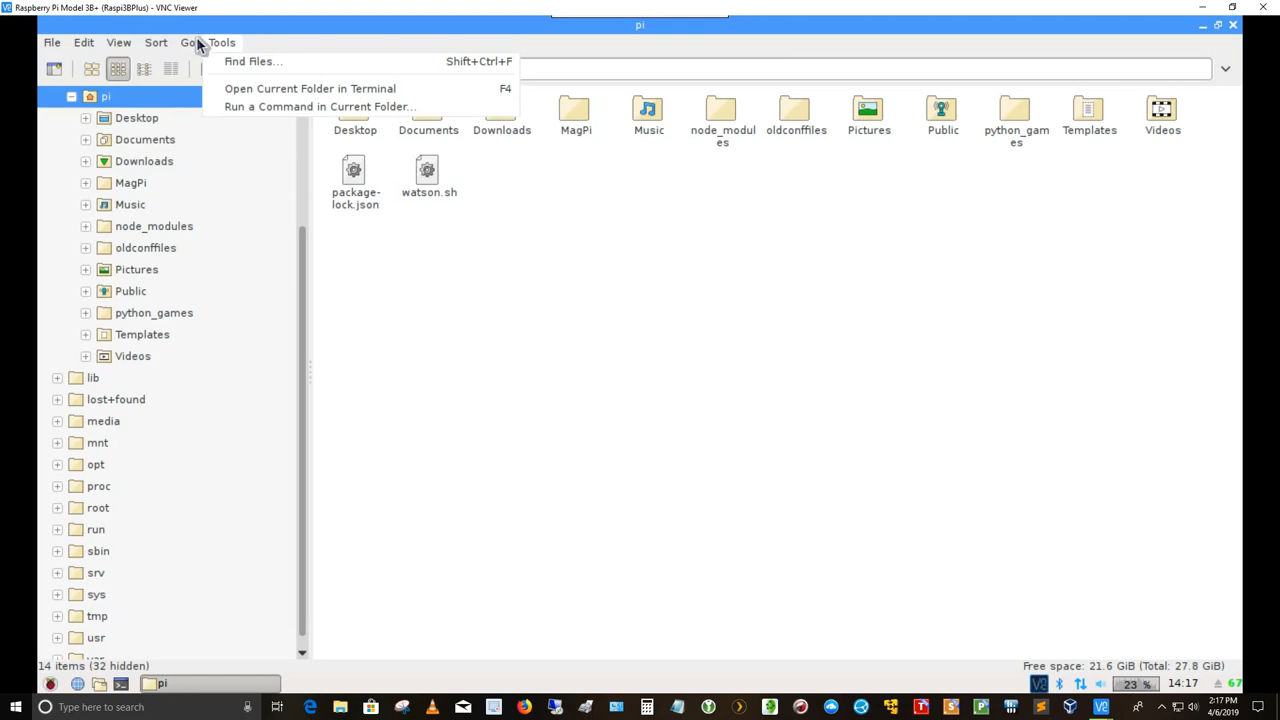 Raspberry Pi Model 3B+ (Raspi3BPlus) - VNC Viewer
pi
File Edit View Sort Go Tools
Find Files... Shift+Ctrl+F
Open Current Folder in Terminal F4
Run a Command in Current Folder...
pi
Desktop
Documents
Downloads
MagPi
Music
node_modules
oldconffiles
Pictures
Public
python_games
Templates
Videos
lib
lost+found
media
mnt
opt
proc
root
run
sbin
srv
sys
tmp
usr
Desktop Documents Downloads MagPi Music node_modul oldconffiles Pictures Public python_gam Templates Videos
es es
package- watson.sh
lock.json
14 items (32 hidden) Free space: 21.6 GiB (Total: 27.8 GiB)
pi 23 % 14:17 67
Type here to search 2:17 PM
4/6/2019